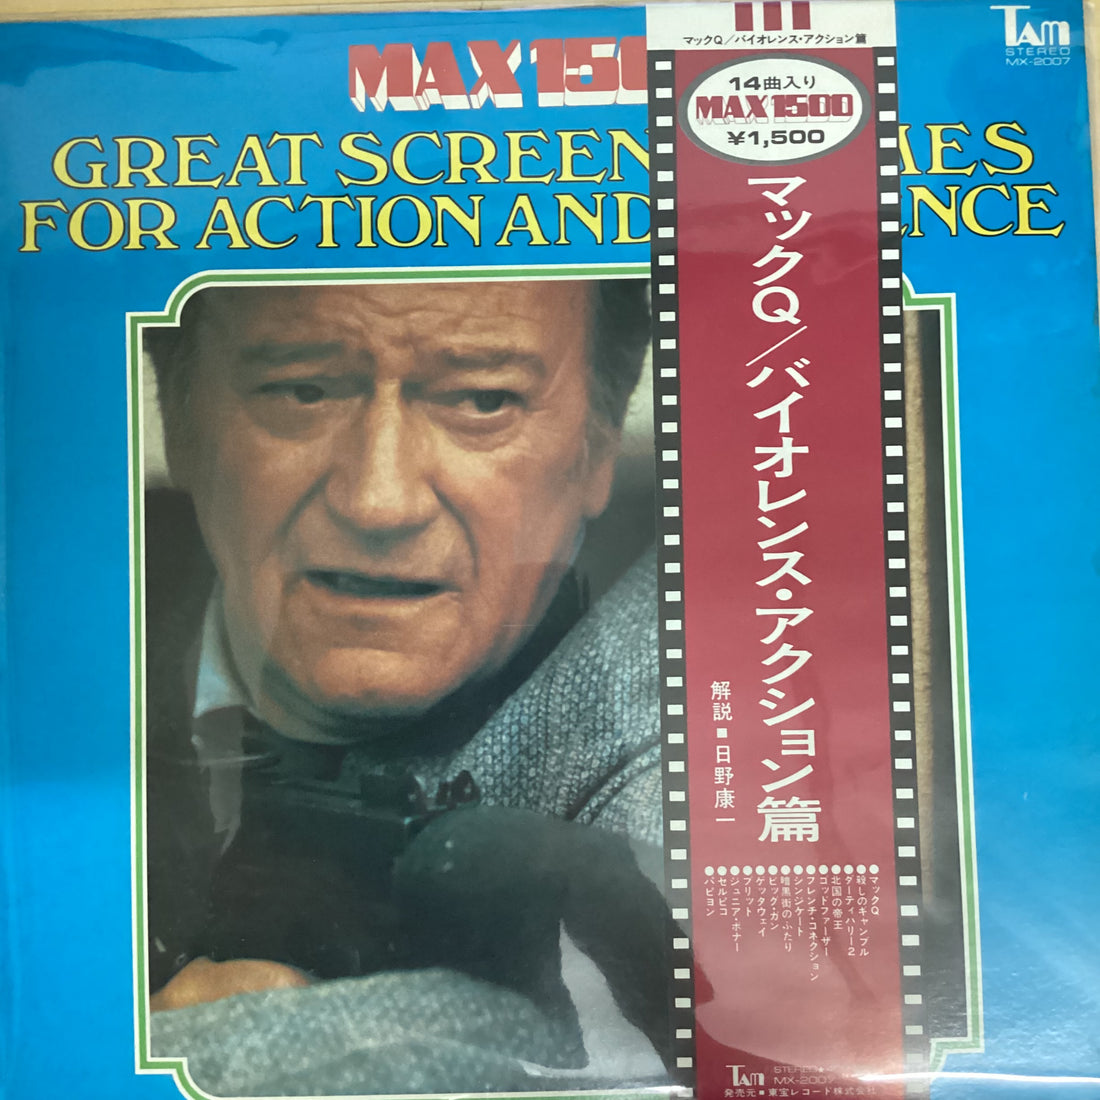 MAX 15
GREAT SCREEN
FOR ACTION AND
TAM
STEREO
MX-2007
マックQ/バイオレンス・アクション篇
14曲入り
MAX 1500
¥1,500
マックQ/バイオレンス・アクション篇
解説■日野康一
●マックQ
●殺しのギャンブル
●ダーティハリー2
●北国の帝王
●ゴッドファーザー
●フレンチ・コネクション
●シンジケート
●暗黒街のふたり
●ビッグ・ガン
●ゲッタウェイ
●ブリット
●ジュニア・ボナー
●セルピコ
●パピヨン
TAM
STEREO
MX-2007
発売元■東宝レコード株式会社